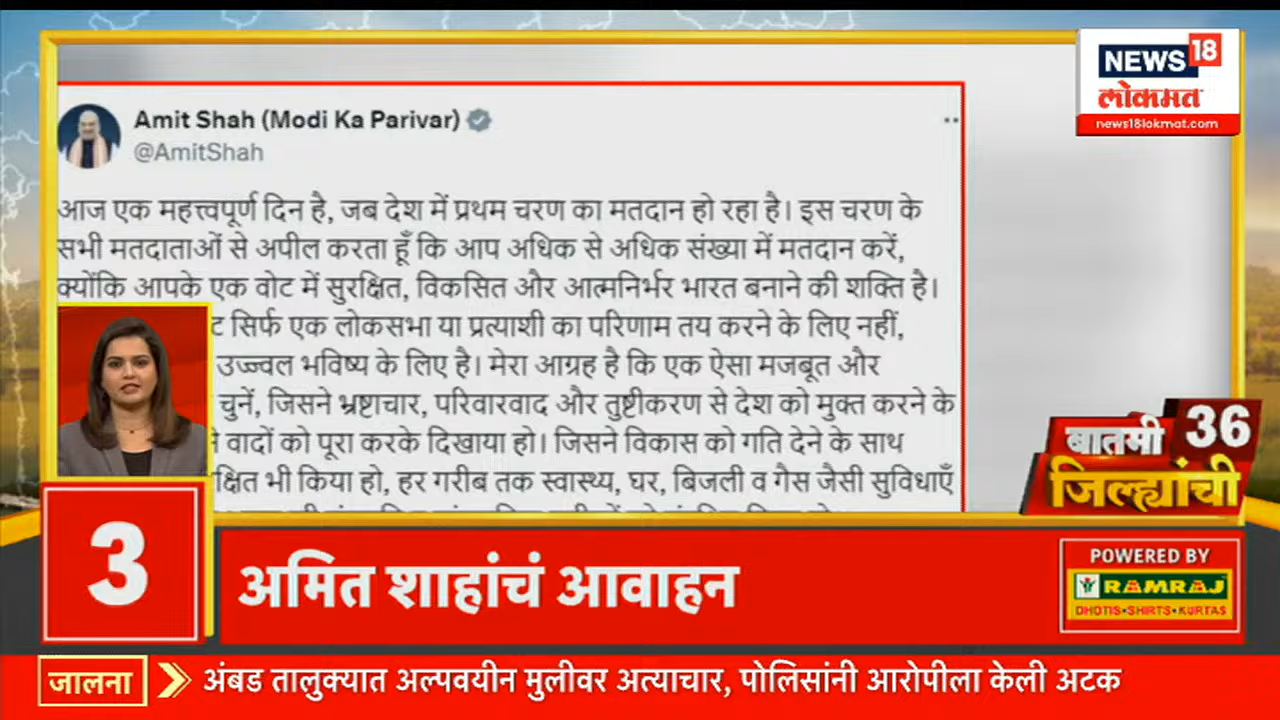 NEWS 18
लोकमत
news18lokmat.com
Amit Shah (Modi Ka Parivar)
@AmitShah
आज एक महत्त्वपूर्ण दिन है, जब देश में प्रथम चरण का मतदान हो रहा है। इस चरण के
सभी मतदाताओं से अपील करता हूँ कि आप अधिक से अधिक संख्या में मतदान करें,
क्योंकि आपके एक वोट में सुरक्षित, विकसित और आत्मनिर्भर भारत बनाने की शक्ति है।
सिर्फ एक लोकसभा या प्रत्याशी का परिणाम तय करने के लिए नहीं,
उज्ज्वल भविष्य के लिए है। मेरा आग्रह है कि एक ऐसा मजबूत और
चुनें, जिसने भ्रष्टाचार, परिवारवाद और तुष्टीकरण से देश को मुक्त करने के
वादों को पूरा करके दिखाया हो। जिसने विकास को गति देने के साथ
भी किया हो, हर गरीब तक स्वास्थ्य, घर, बिजली व गैस जैसी सुविधाएँ
बातमी 36
जिल्ह्यांची
3
अमित शाहांचं आवाहन
POWERED BY
RAMRAJ
DHOTIS•SHIRTS•KURTAS
जालना
अंबड तालुक्यात अल्पवयीन मुलीवर अत्याचार, पोलिसांनी आरोपीला केली अटक